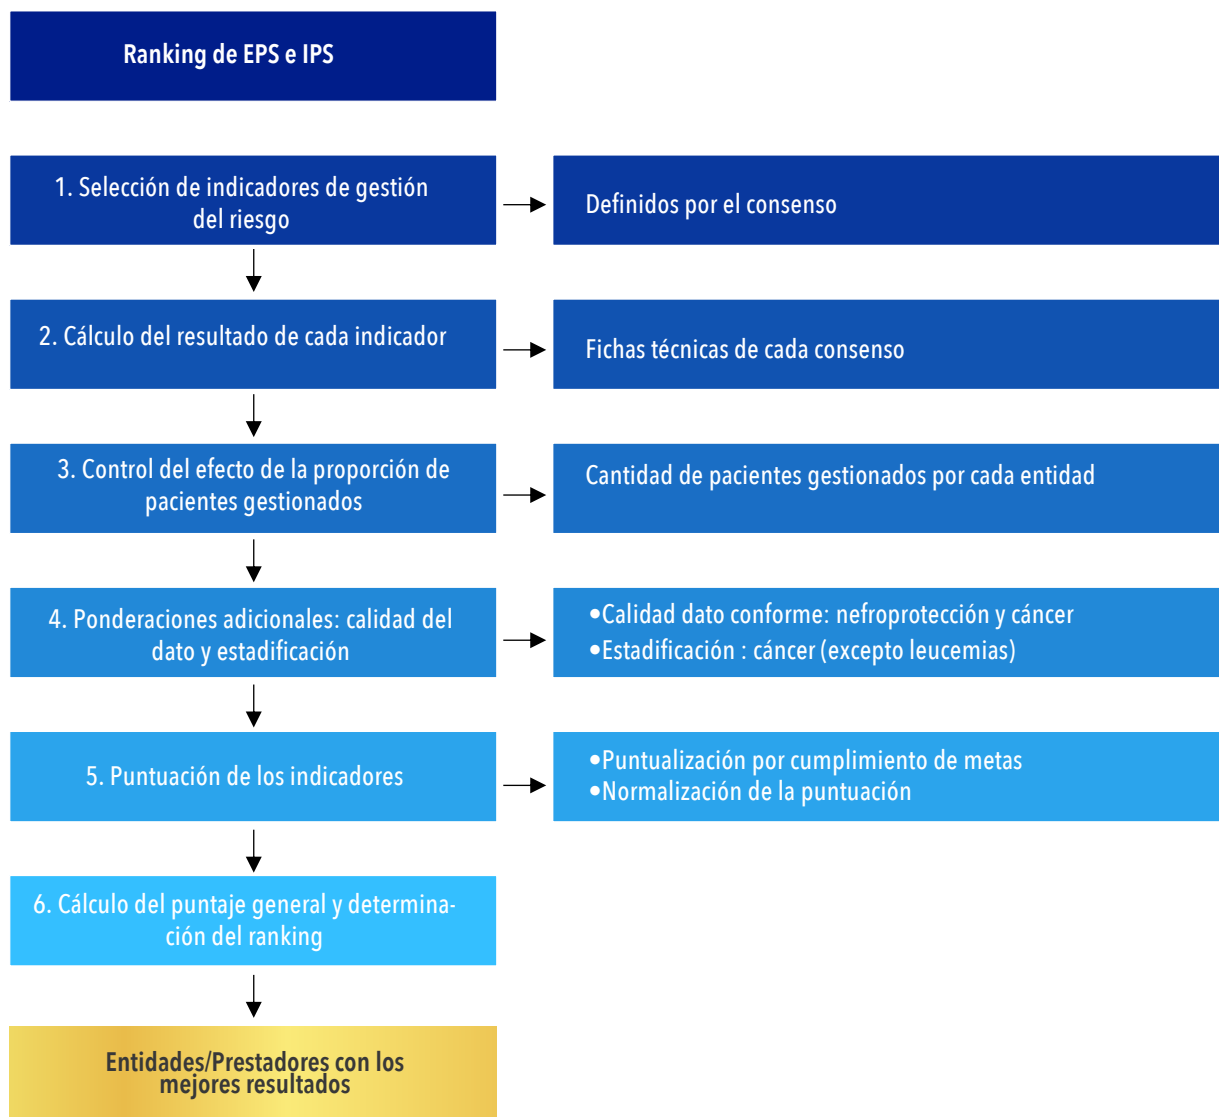 Ranking de EPS e IPS
1. Selección de indicadores de gestión
del riesgo
Definidos por el consenso
2. Cálculo del resultado de cada indicador
Fichas técnicas de cada consenso
3. Control del efecto de la proporción de
pacientes gestionados
Cantidad de pacientes gestionados por cada entidad
4. Ponderaciones adicionales: calidad del
dato y estadificación
•Calidad dato conforme: nefroprotección y cáncer
•Estadificación : cáncer (excepto leucemias)
5. Puntuación de los indicadores
•Puntualización por cumplimiento de metas
•Normalización de la puntuación
6. Cálculo del puntaje general y determina-
ción del ranking
Entidades/Prestadores con los
mejores resultados